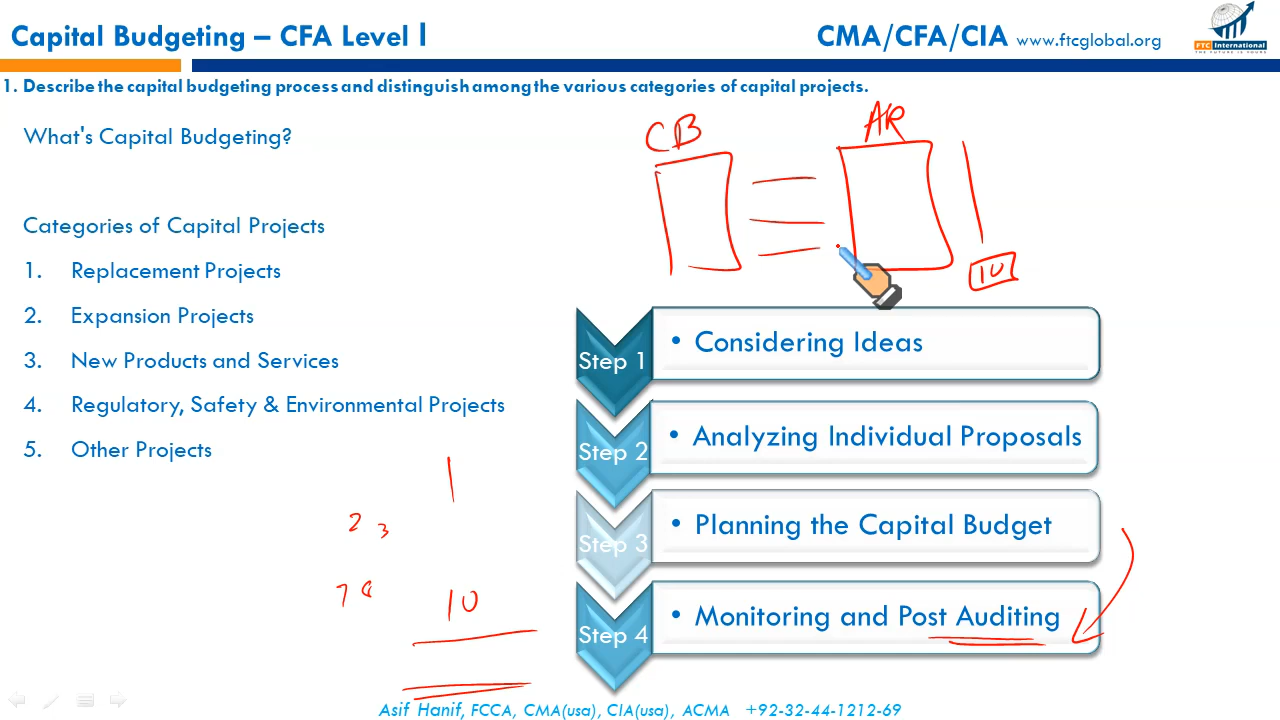 Capital Budgeting – CFA Level I
CMA/CFA/CIA www.ftcglobal.org
FTC International
THE FUTURE IS YOURS
1. Describe the capital budgeting process and distinguish among the various categories of capital projects.
What's Capital Budgeting?
Categories of Capital Projects
1. Replacement Projects
2. Expansion Projects
3. New Products and Services
4. Regulatory, Safety & Environmental Projects
5. Other Projects
CB
AR
10
Step 1
• Considering Ideas
Step 2
• Analyzing Individual Proposals
Step 3
• Planning the Capital Budget
Step 4
• Monitoring and Post Auditing
1
2 3
7 8
10
Asif Hanif, FCCA, CMA(usa), CIA(usa), ACMA +92-32-44-1212-69